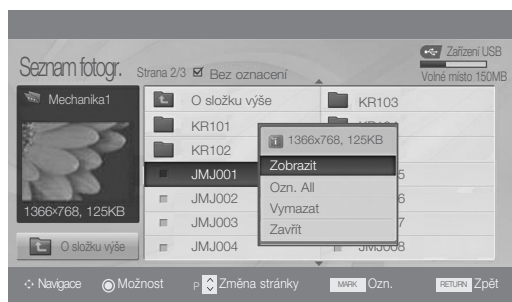 Seznam fotogr.
Strana 2/3 Bez oznacení
Zařízení USB
Volné místo 150MB
Mechanika1
1366x768, 125KB
O složku výše
O složku výše
KR101
KR102
JMJ001
JMJ002
JMJ003
JMJ004
KR103
JMJ008
1366x768, 125KB
Zobrazit
Ozn. All
Vymazat
Zavřít
Navigace
Možnost
P Změna stránky
MARK Ozn.
RETURN Zpět